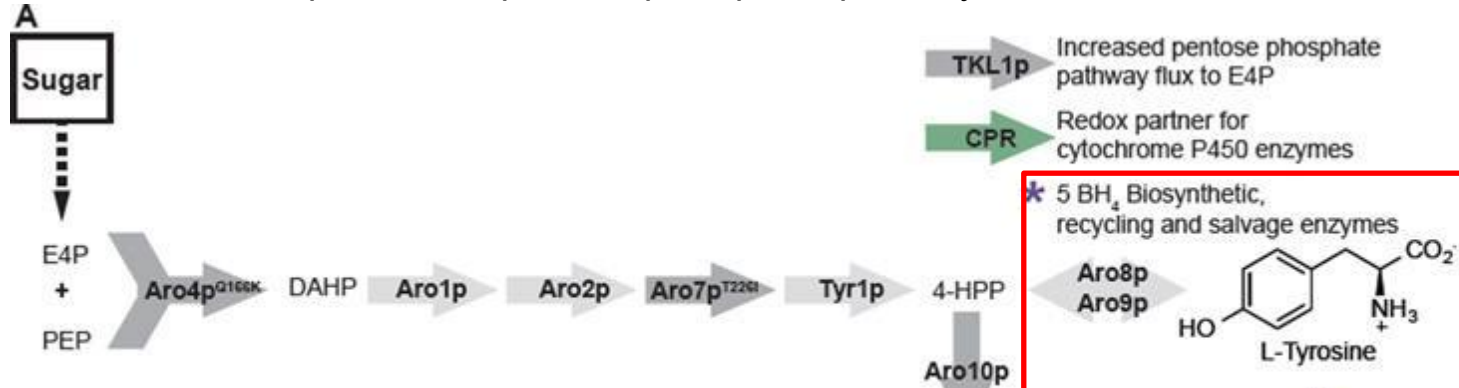 A
Sugar
TKL1p
Increased pentose phosphate
pathway flux to E4P
CPR
Redox partner for
cytochrome P450 enzymes
* 5 BH₄ Biosynthetic,
recycling and salvage enzymes
E4P
+
PEP
Aro4pQ166K
DAHP
Aro1p
Aro2p
Aro7pT226I
Tyr1p
4-HPP
Aro8p
Aro9p
CO₂⁻
NH₃
+
HO
L-Tyrosine
Aro10p